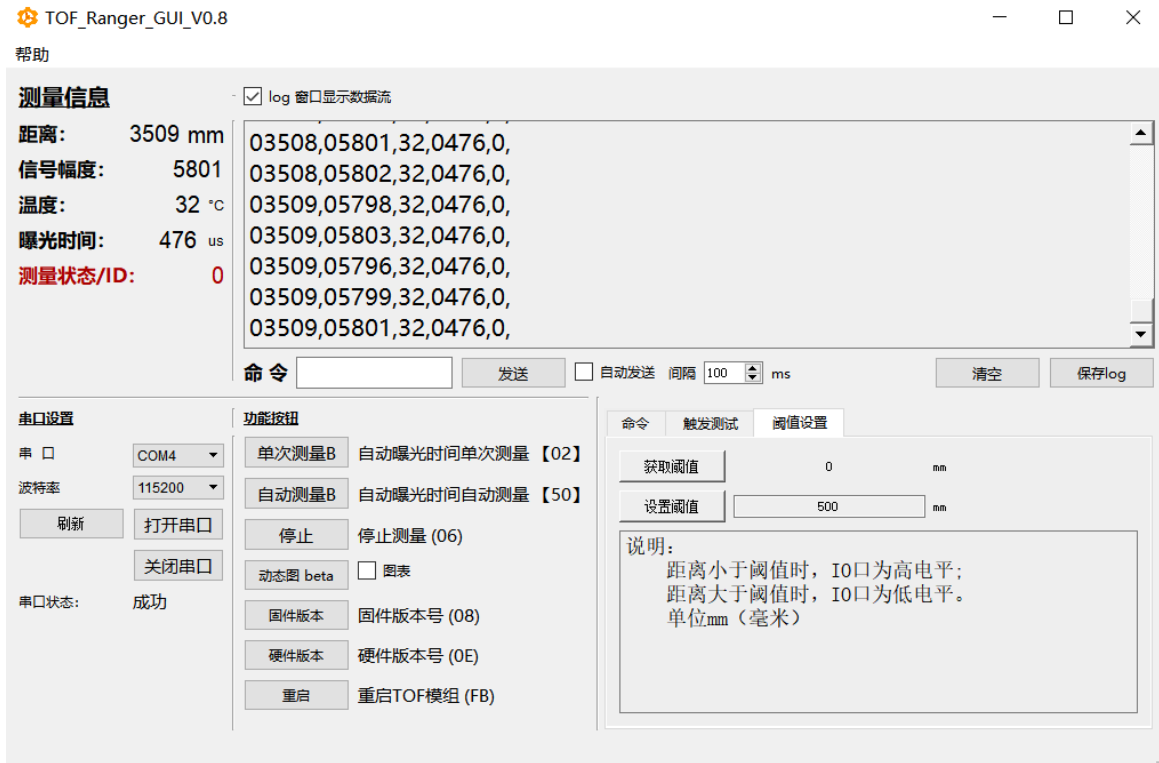 TOF_Ranger_GUI_V0.8
帮助
测量信息
距离: 3509 mm
信号幅度: 5801
温度: 32 °C
曝光时间: 476 us
测量状态/ID: 0
log 窗口显示数据流
03508,05801,32,0476,0,
03508,05802,32,0476,0,
03509,05798,32,0476,0,
03509,05803,32,0476,0,
03509,05796,32,0476,0,
03509,05799,32,0476,0,
03509,05801,32,0476,0,
命 令 发送 自动发送 间隔 100 ms 清空 保存log
串口设置
串 口 COM4
波特率 115200
刷新 打开串口
关闭串口
串口状态: 成功
功能按钮
单次测量B 自动曝光时间单次测量 【02】
自动测量B 自动曝光时间自动测量 【50】
停止 停止测量 (06)
动态图 beta 图表
固件版本 固件版本号 (08)
硬件版本 硬件版本号 (0E)
重启 重启TOF模组 (FB)
命令 触发测试 阈值设置
获取阈值 0 mm
设置阈值 500 mm
说明:
距离小于阈值时，IO口为高电平;
距离大于阈值时，IO口为低电平。
单位mm（毫米）